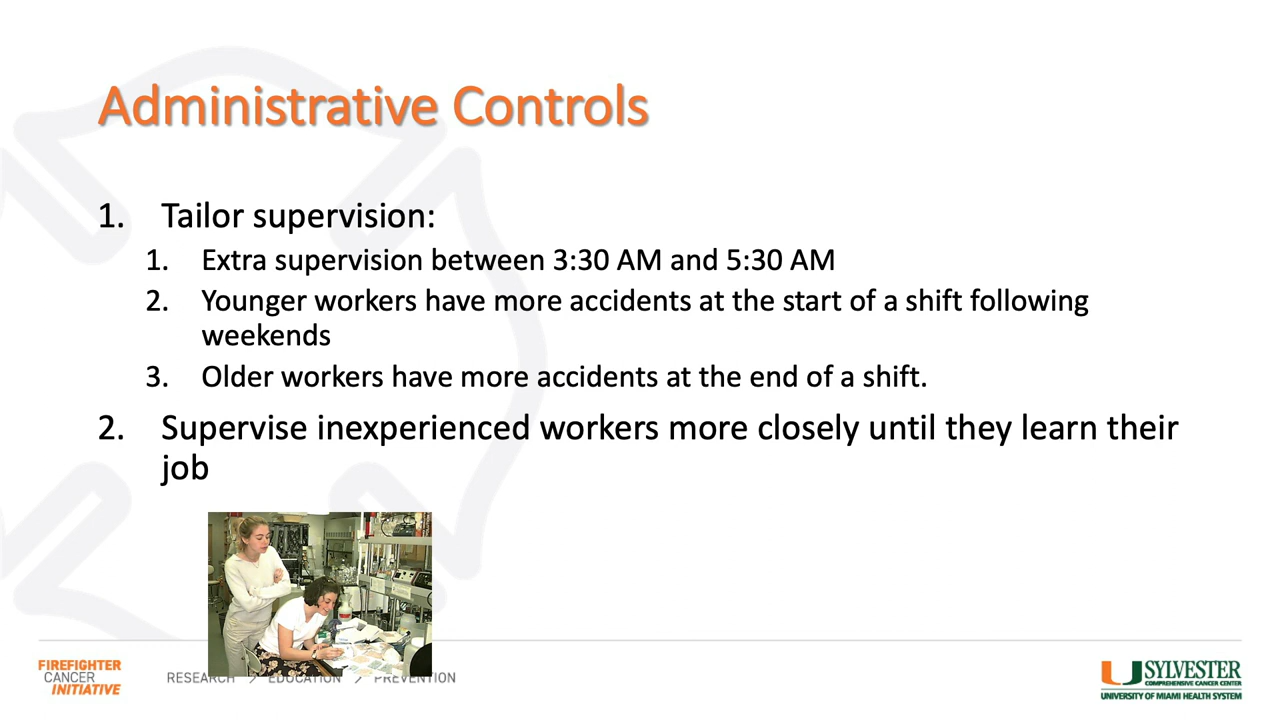 Administrative Controls
1. Tailor supervision:
1. Extra supervision between 3:30 AM and 5:30 AM
2. Younger workers have more accidents at the start of a shift following
weekends
3. Older workers have more accidents at the end of a shift.
2. Supervise inexperienced workers more closely until they learn their
job
FIREFIGHTER
CANCER
INITIATIVE
RESEARCH > EDUCATION > PREVENTION
SYLVESTER
COMPREHENSIVE CANCER CENTER
UNIVERSITY OF MIAMI HEALTH SYSTEM